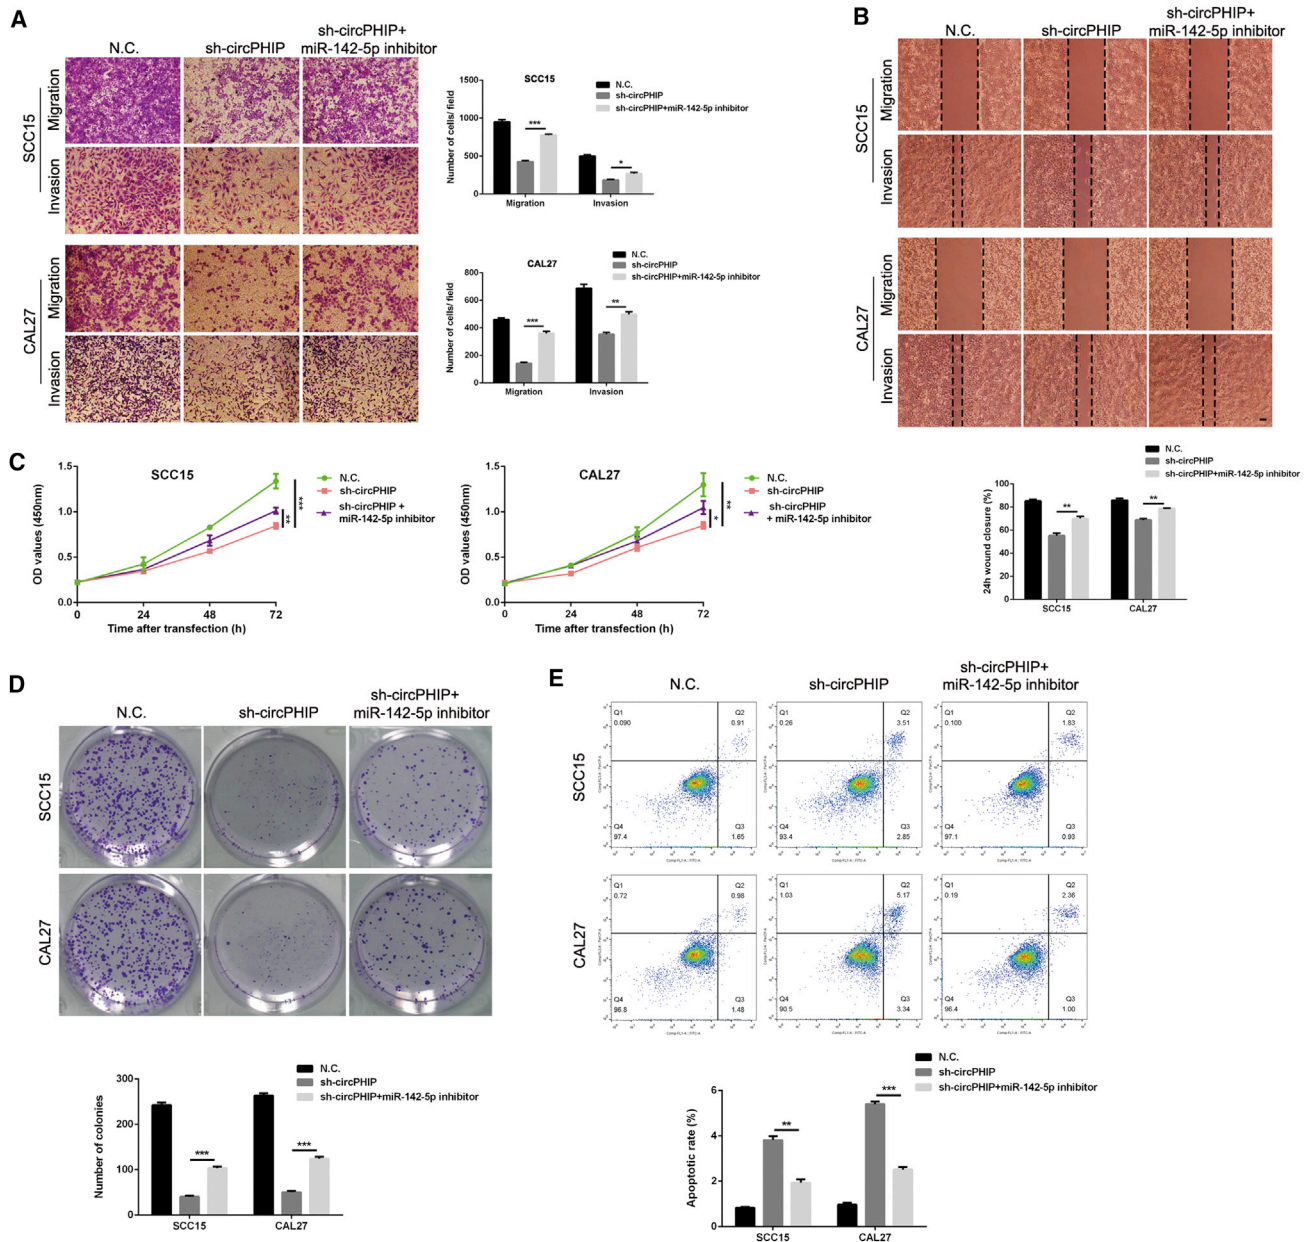 A
N.C.
sh-circPHIP
sh-circPHIP+
miR-142-5p inhibitor
SCC15
Migration
Invasion
CAL27
Migration
Invasion
SCC15
N.C.
sh-circPHIP
sh-circPHIP+miR-142-5p inhibitor
Number of cells/ field
1500
1000
500
0
***
*
Migration
Invasion
CAL27
N.C.
sh-circPHIP
sh-circPHIP+miR-142-5p inhibitor
Number of cells/ field
800
600
400
200
0
***
**
Migration
Invasion
B
N.C.
sh-circPHIP
sh-circPHIP+
miR-142-5p inhibitor
SCC15
Migration
Invasion
CAL27
Migration
Invasion
N.C.
sh-circPHIP
sh-circPHIP+miR-142-5p inhibitor
24h wound closure (%)
100
80
60
40
20
0
**
**
SCC15
CAL27
C
SCC15
OD values (450nm)
1.5
1.0
0.5
0.0
0
24
48
72
Time after transfection (h)
N.C.
sh-circPHIP
sh-circPHIP +
miR-142-5p inhibitor
**
***
CAL27
OD values (450nm)
1.5
1.0
0.5
0.0
0
24
48
72
Time after transfection (h)
N.C.
sh-circPHIP
sh-circPHIP
+ miR-142-5p inhibitor
*
**
D
N.C.
sh-circPHIP
sh-circPHIP+
miR-142-5p inhibitor
SCC15
CAL27
N.C.
sh-circPHIP
sh-circPHIP+miR-142-5p inhibitor
Number of colonies
300
200
100
0
***
***
SCC15
CAL27
E
N.C.
sh-circPHIP
sh-circPHIP+
miR-142-5p inhibitor
SCC15
Q1
0.090
Q2
0.91
Q4
97.4
Q3
1.65
Q1
0.26
Q2
3.51
Q4
93.4
Q3
2.85
Q1
0.100
Q2
1.83
Q4
97.1
Q3
0.93
CAL27
Q1
0.72
Q2
0.98
Q4
96.8
Q3
1.48
Q1
1.03
Q2
5.17
Q4
90.5
Q3
3.34
Q1
0.19
Q2
2.36
Q4
96.4
Q3
1.00
N.C.
sh-circPHIP
sh-circPHIP+miR-142-5p inhibitor
Apoptotic rate (%)
6
4
2
0
**
***
SCC15
CAL27